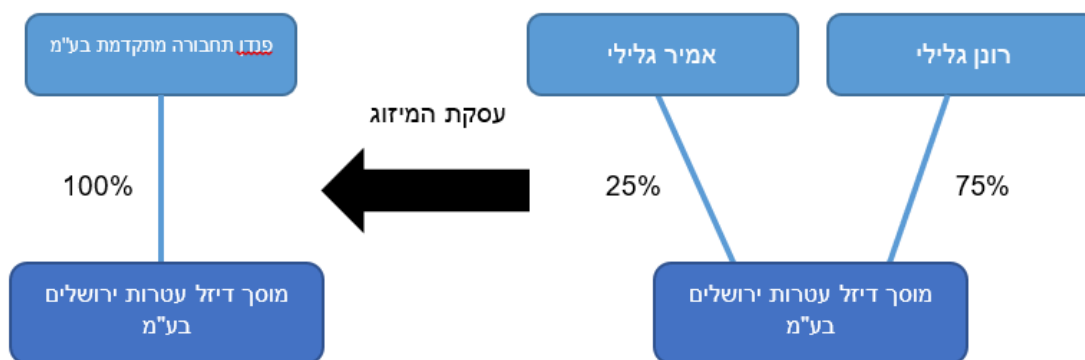 רונן גלילי
אמיר גלילי
פנדן תחבורה מתקדמת בע"מ
עסקת המיזוג
75%
25%
100%
מוסך דיזל עטרות ירושלים
בע"מ
מוסך דיזל עטרות ירושלים
בע"מ